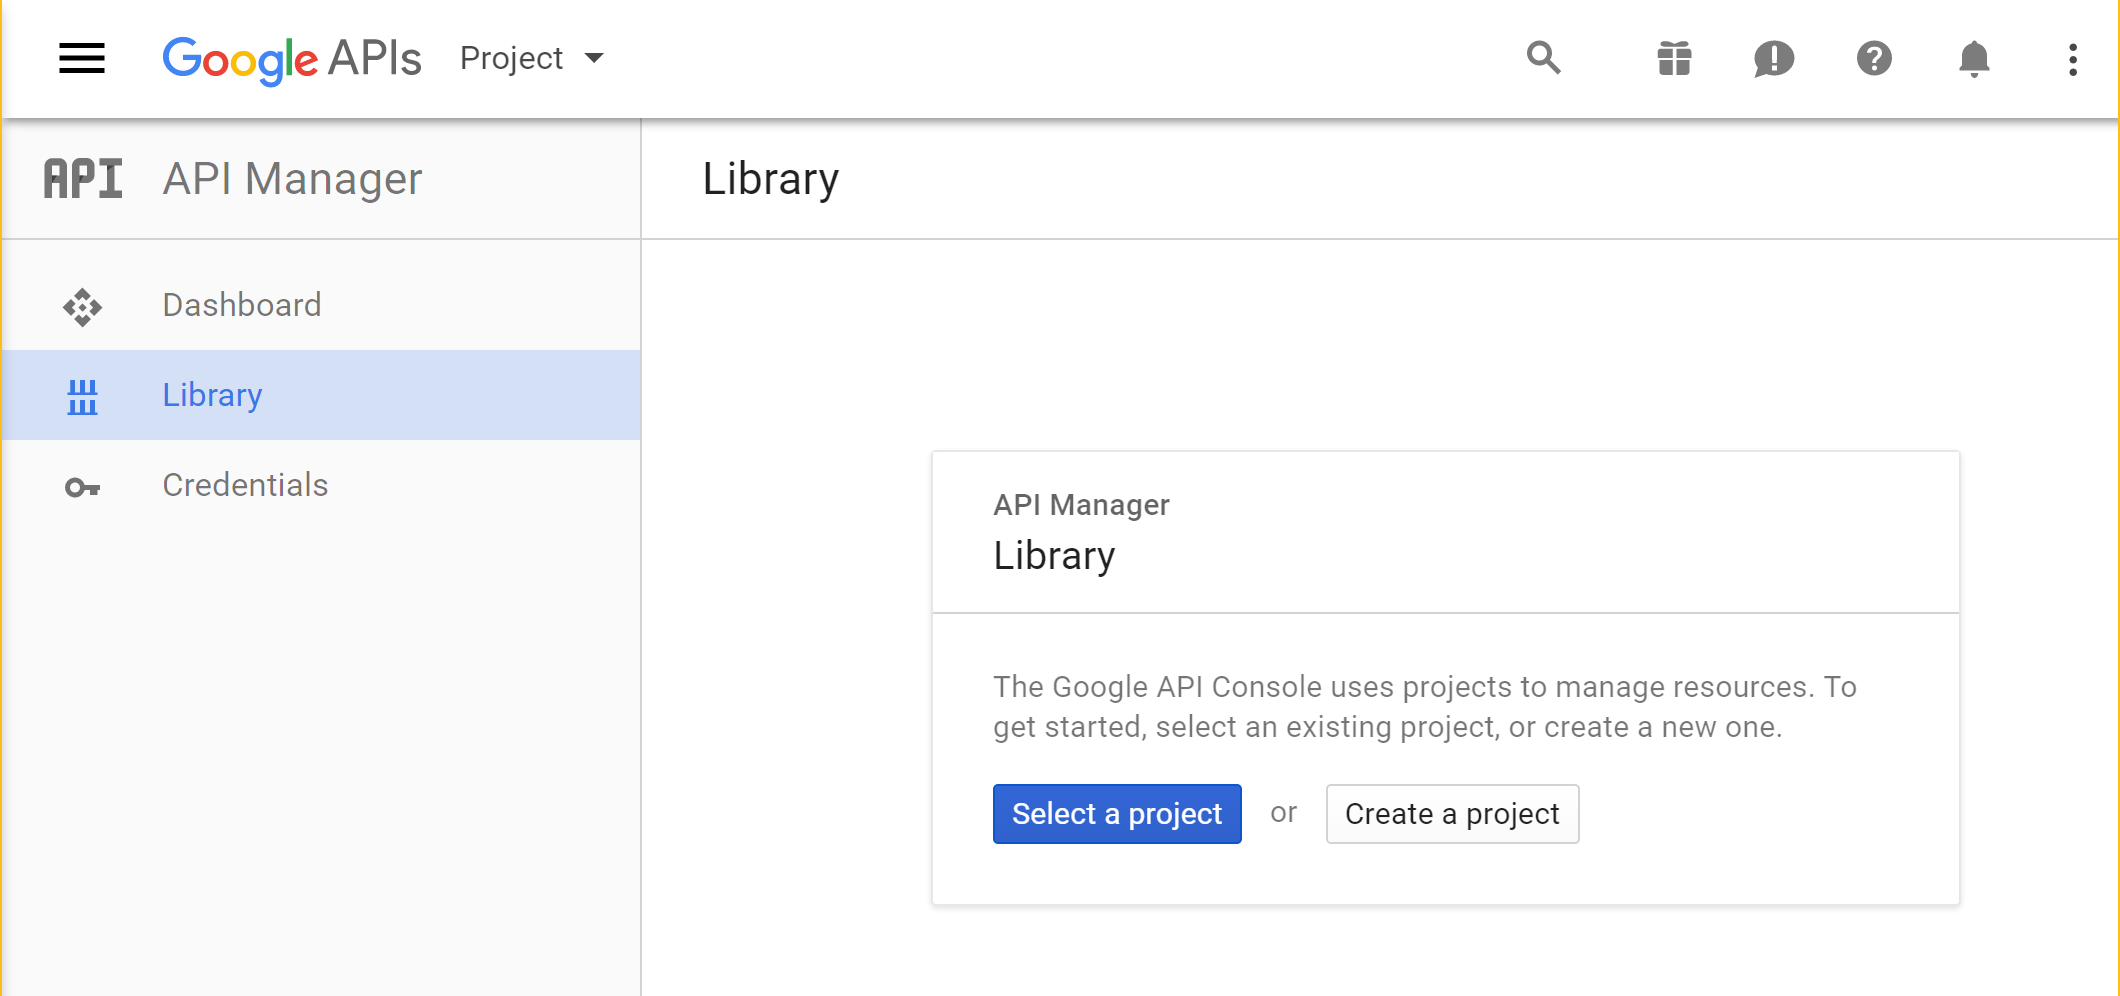 Google APIs Project
API API Manager
Library
Dashboard
Library
Credentials
API Manager
Library
The Google API Console uses projects to manage resources. To
get started, select an existing project, or create a new one.
Select a project or Create a project